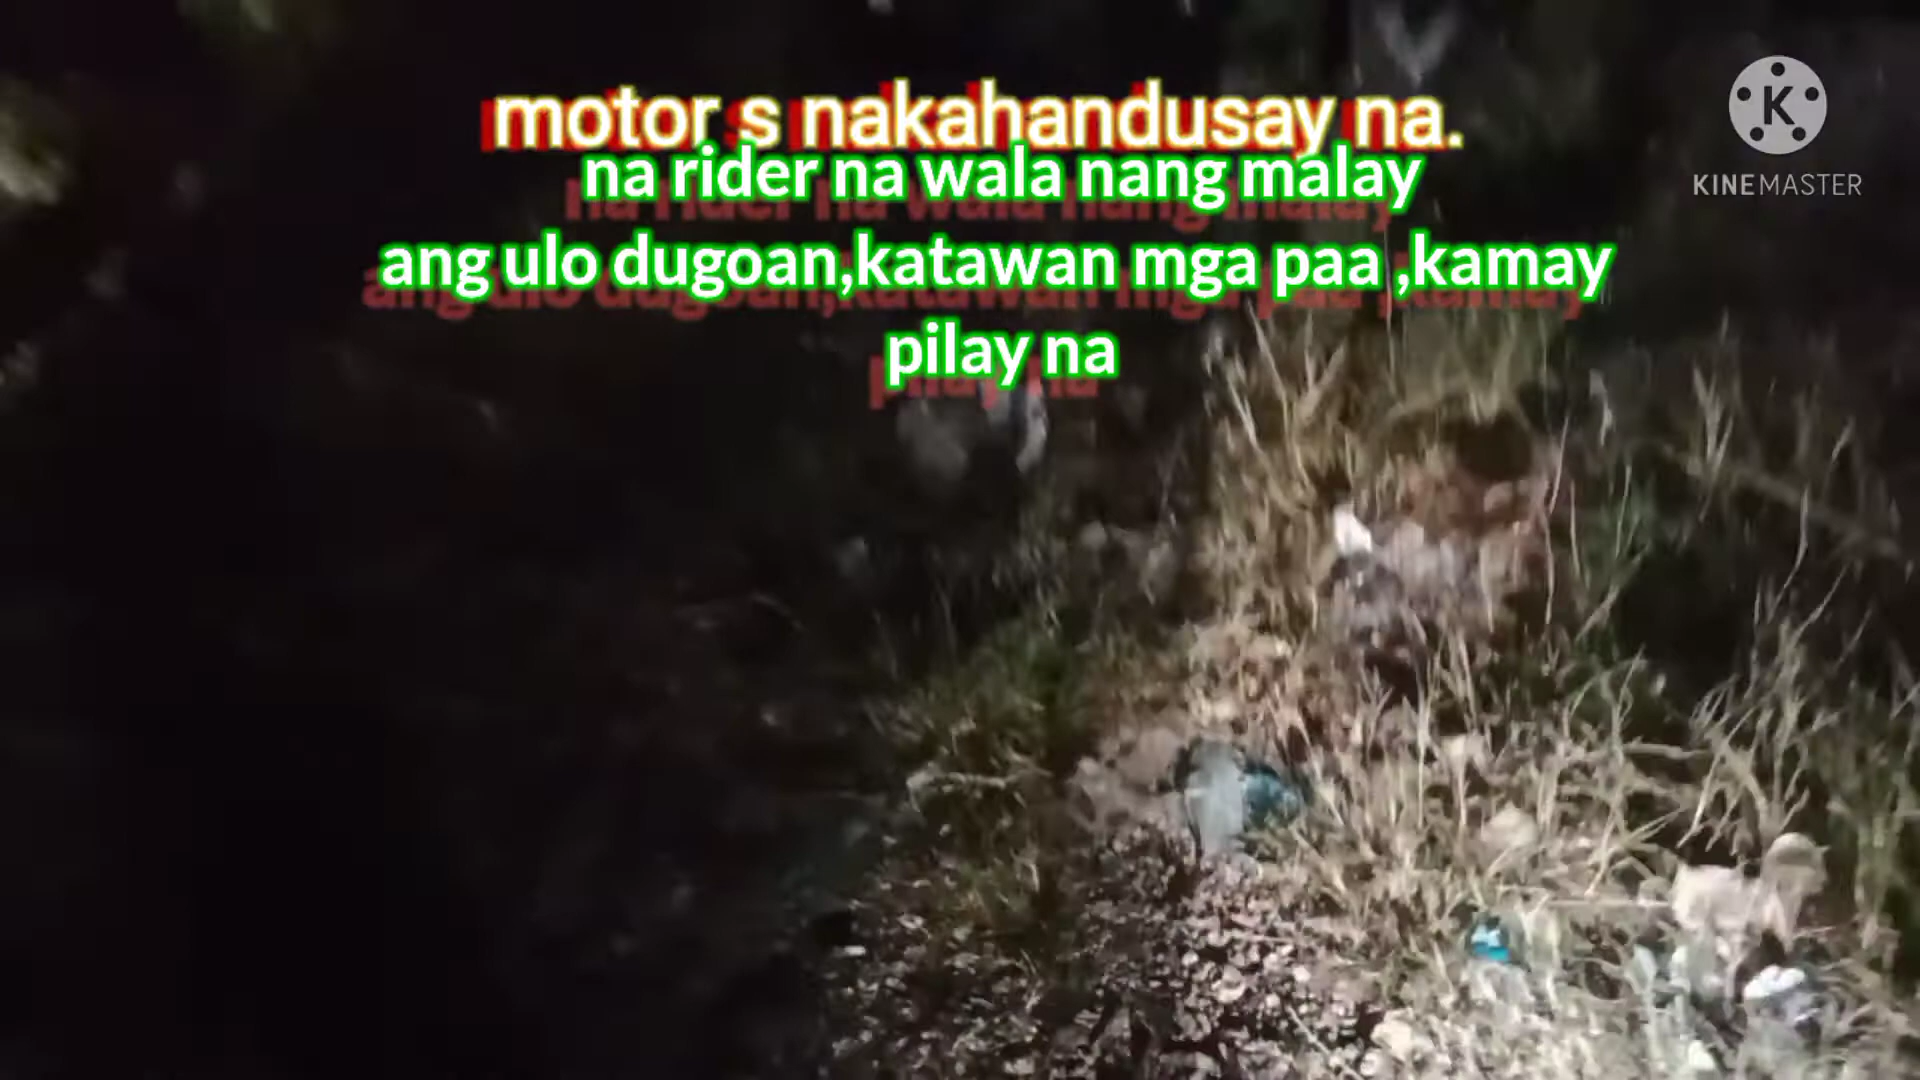 motor s nakahandusay na.
na rider na wala nang malay
ang ulo dugoan,katawan mga paa ,kamay
pilay na
K
KINEMASTER